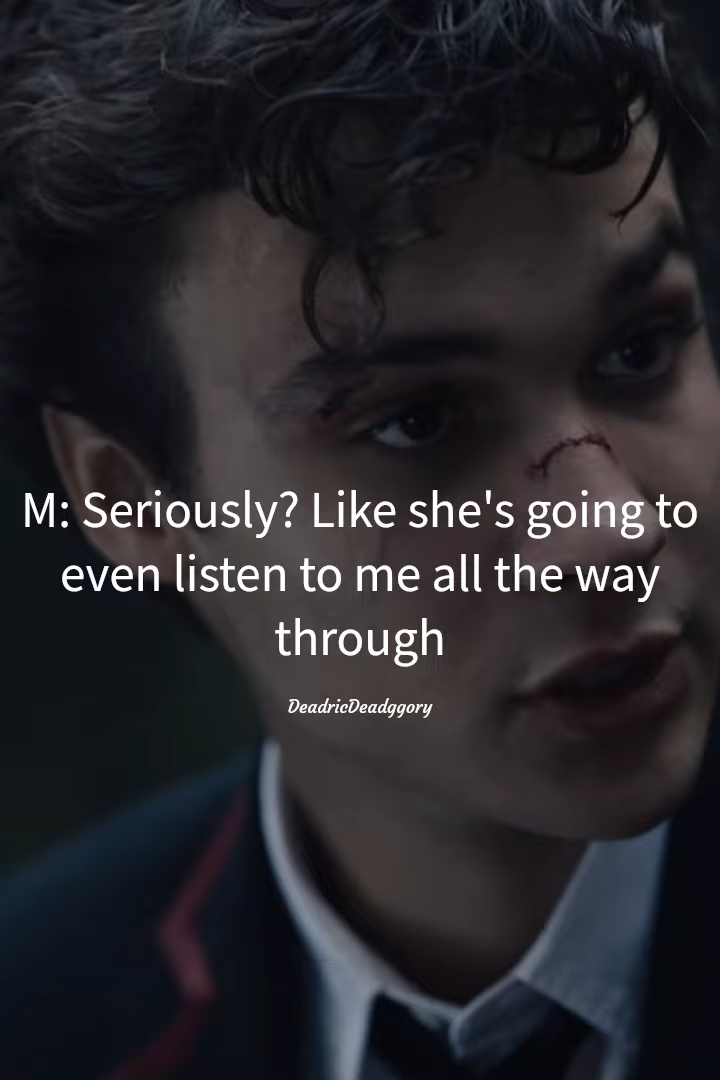 M: Seriously? Like she's going to
even listen to me all the way
through
DeadricDeadggory